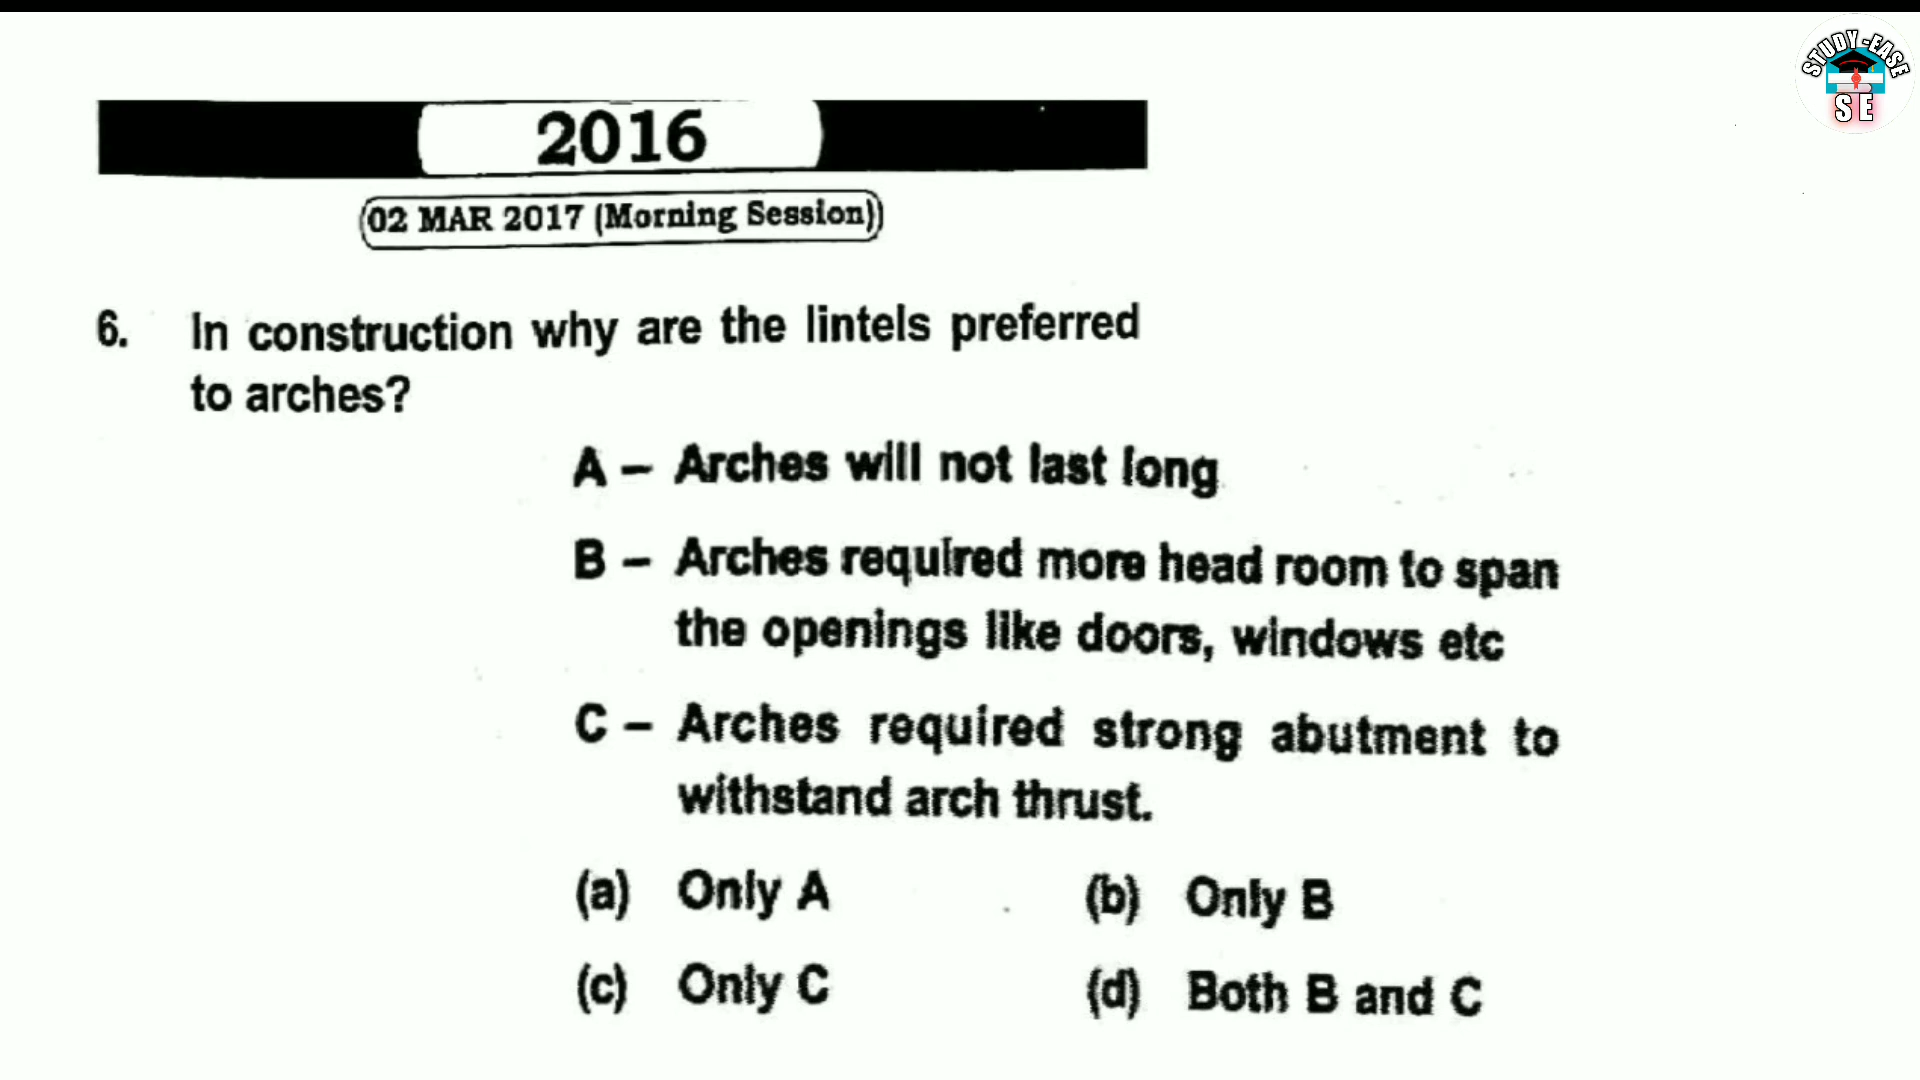 STUDY-EASE
S E
2016
02 MAR 2017 (Morning Session)
6. In construction why are the lintels preferred
to arches?
A – Arches will not last long
B – Arches required more head room to span
the openings like doors, windows etc
C – Arches required strong abutment to
withstand arch thrust.
(a) Only A (b) Only B
(c) Only C (d) Both B and C